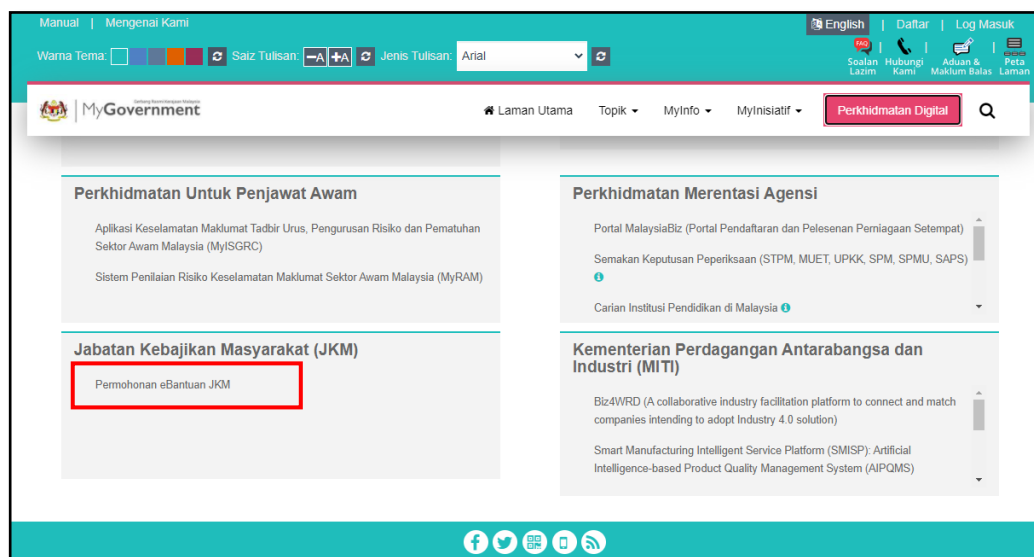 Manual | Mengenai Kami
English | Daftar | Log Masuk
Warna Tema: Saiz Tulisan: -A +A Jenis Tulisan: Arial
FAQ
Soalan Lazim | Hubungi Kami | Aduan & Maklum Balas | Peta Laman
MyGovernment
Laman Utama Topik MyInfo MyInisiatif Perkhidmatan Digital
Perkhidmatan Untuk Penjawat Awam
Aplikasi Keselamatan Maklumat Tadbir Urus, Pengurusan Risiko dan Pematuhan
Sektor Awam Malaysia (MyISGRC)
Sistem Penilaian Risiko Keselamatan Maklumat Sektor Awam Malaysia (MyRAM)
Perkhidmatan Merentasi Agensi
Portal MalaysiaBiz (Portal Pendaftaran dan Pelesenan Perniagaan Setempat)
Semakan Keputusan Peperiksaan (STPM, MUET, UPKK, SPM, SPMU, SAPS)
Carian Institusi Pendidikan di Malaysia
Jabatan Kebajikan Masyarakat (JKM)
Permohonan eBantuan JKM
Kementerian Perdagangan Antarabangsa dan
Industri (MITI)
Biz4WRD (A collaborative industry facilitation platform to connect and match
companies intending to adopt Industry 4.0 solution)
Smart Manufacturing Intelligent Service Platform (SMISP): Artificial
Intelligence-based Product Quality Management System (AIPQMS)